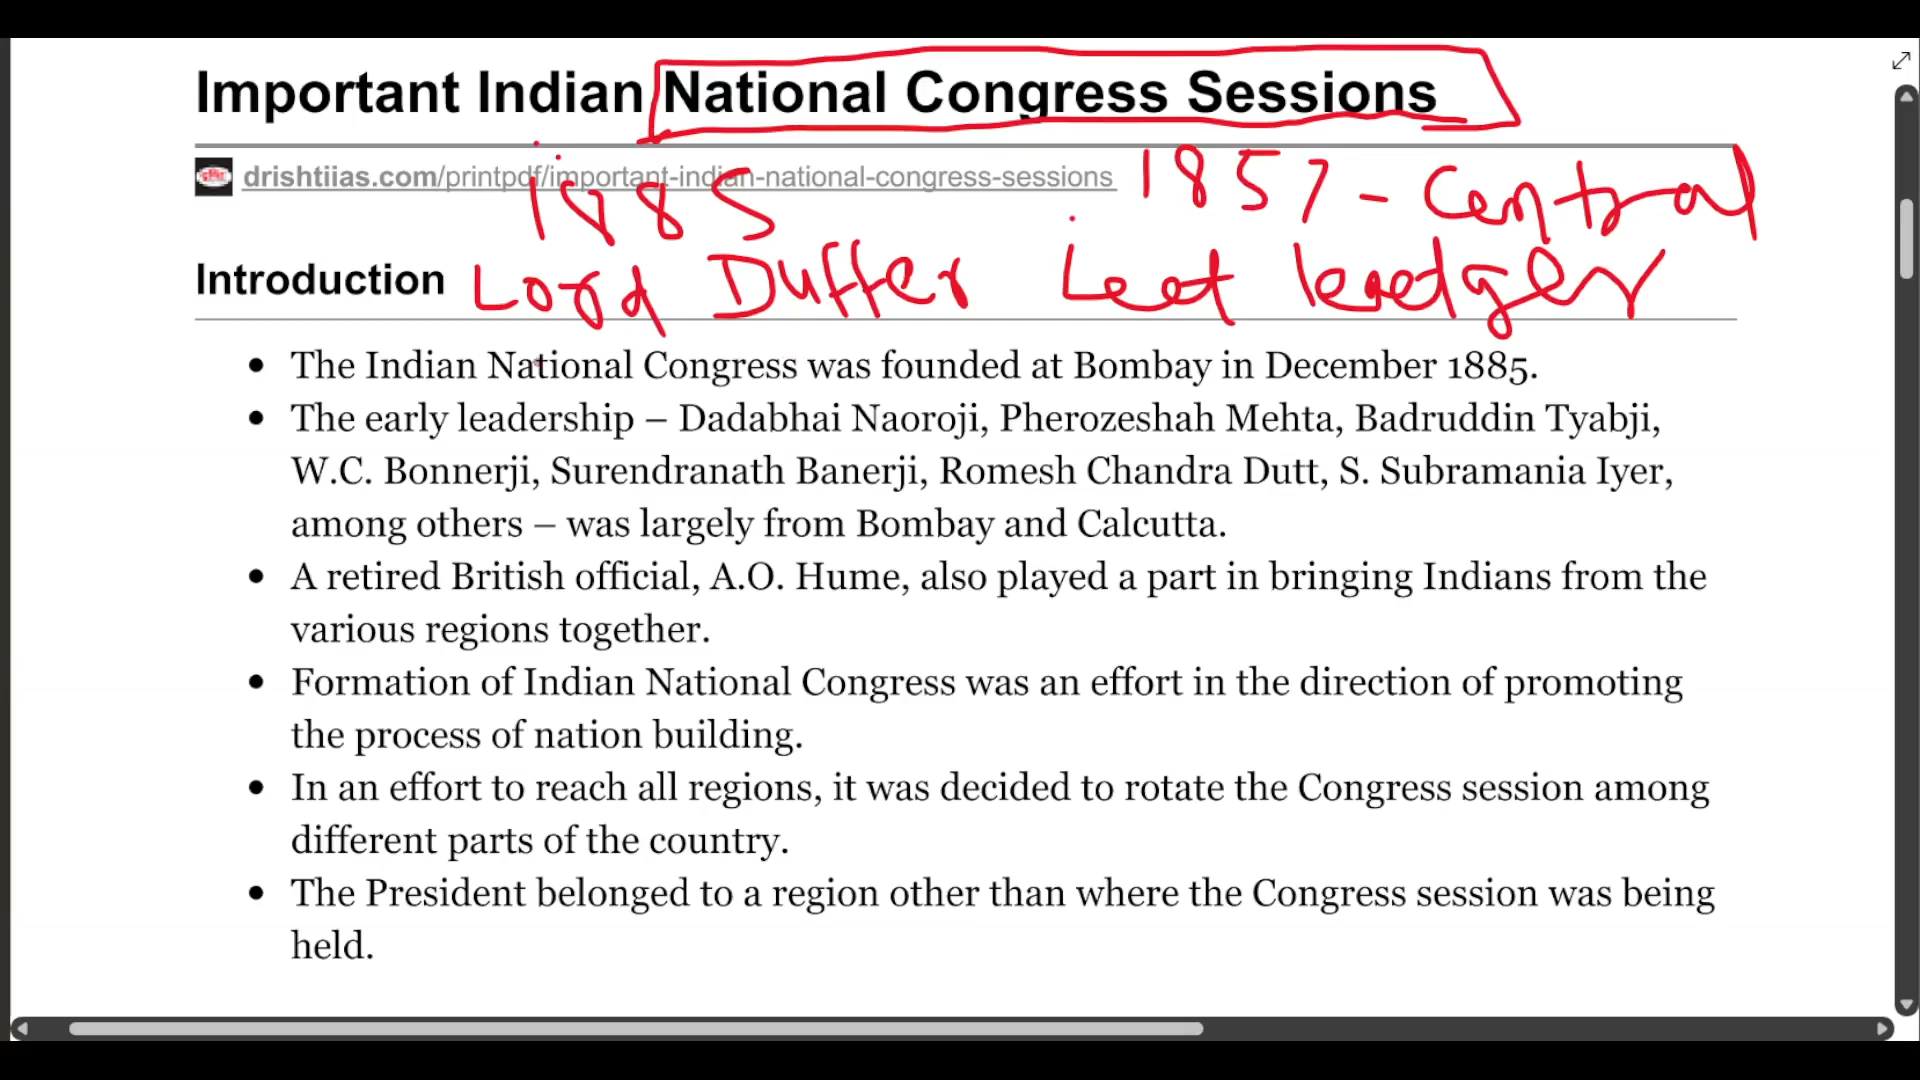 Important Indian National Congress Sessions
drishtiias.com/printpdf/important-indian-national-congress-sessions
1885 1857 - Central
Introduction
Lord Duffer
The Indian National Congress was founded at Bombay in December 1885.
The early leadership – Dadabhai Naoroji, Pherozeshah Mehta, Badruddin Tyabji,
W.C. Bonnerji, Surendranath Banerji, Romesh Chandra Dutt, S. Subramania Iyer,
among others – was largely from Bombay and Calcutta.
A retired British official, A.O. Hume, also played a part in bringing Indians from the
various regions together.
Formation of Indian National Congress was an effort in the direction of promoting
the process of nation building.
In an effort to reach all regions, it was decided to rotate the Congress session among
different parts of the country.
The President belonged to a region other than where the Congress session was being
held.